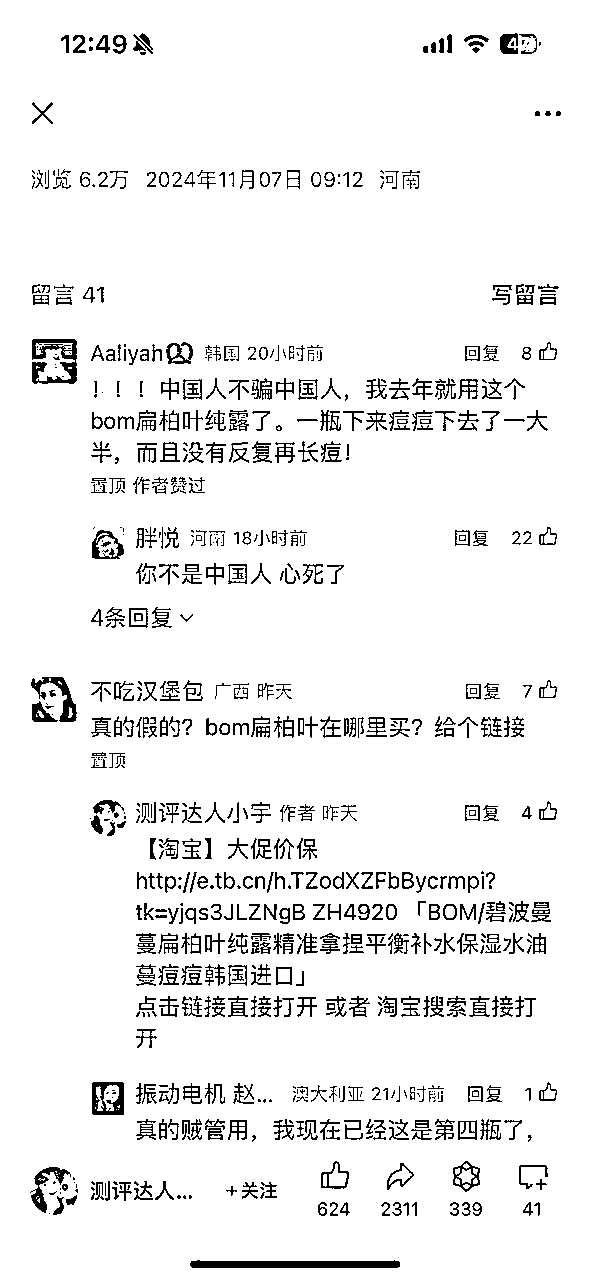 12:49
浏览 6.2万 2024年11月07日 09:12 河南
留言 41 写留言
Aaliyah 韩国 20小时前 回复 8
！！！中国人不骗中国人，我去年就用这个
bom扁柏叶纯露了。一瓶下来痘痘下去了一大
半，而且没有反复再长痘！
置顶 作者赞过
胖悦 河南 18小时前 回复 22
你不是中国人 心死了
4条回复
不吃汉堡包 广西 昨天 回复 7
真的假的？bom扁柏叶在哪里买？给个链接
置顶
测评达人小宇 作者 昨天 回复 4
【淘宝】大促价保
http://e.tb.cn/h.TZodXZFbBycrmpi?
tk=yjqs3JLZNgB ZH4920 「BOM/碧波曼
蔓扁柏叶纯露精准拿捏平衡补水保湿水油
蔓痘痘韩国进口」
点击链接直接打开 或者 淘宝搜索直接打
开
振动电机 赵... 澳大利亚 21小时前 回复 1
真的贼管用，我现在已经这是第四瓶了，
测评达人... +关注
624 2311 339 41